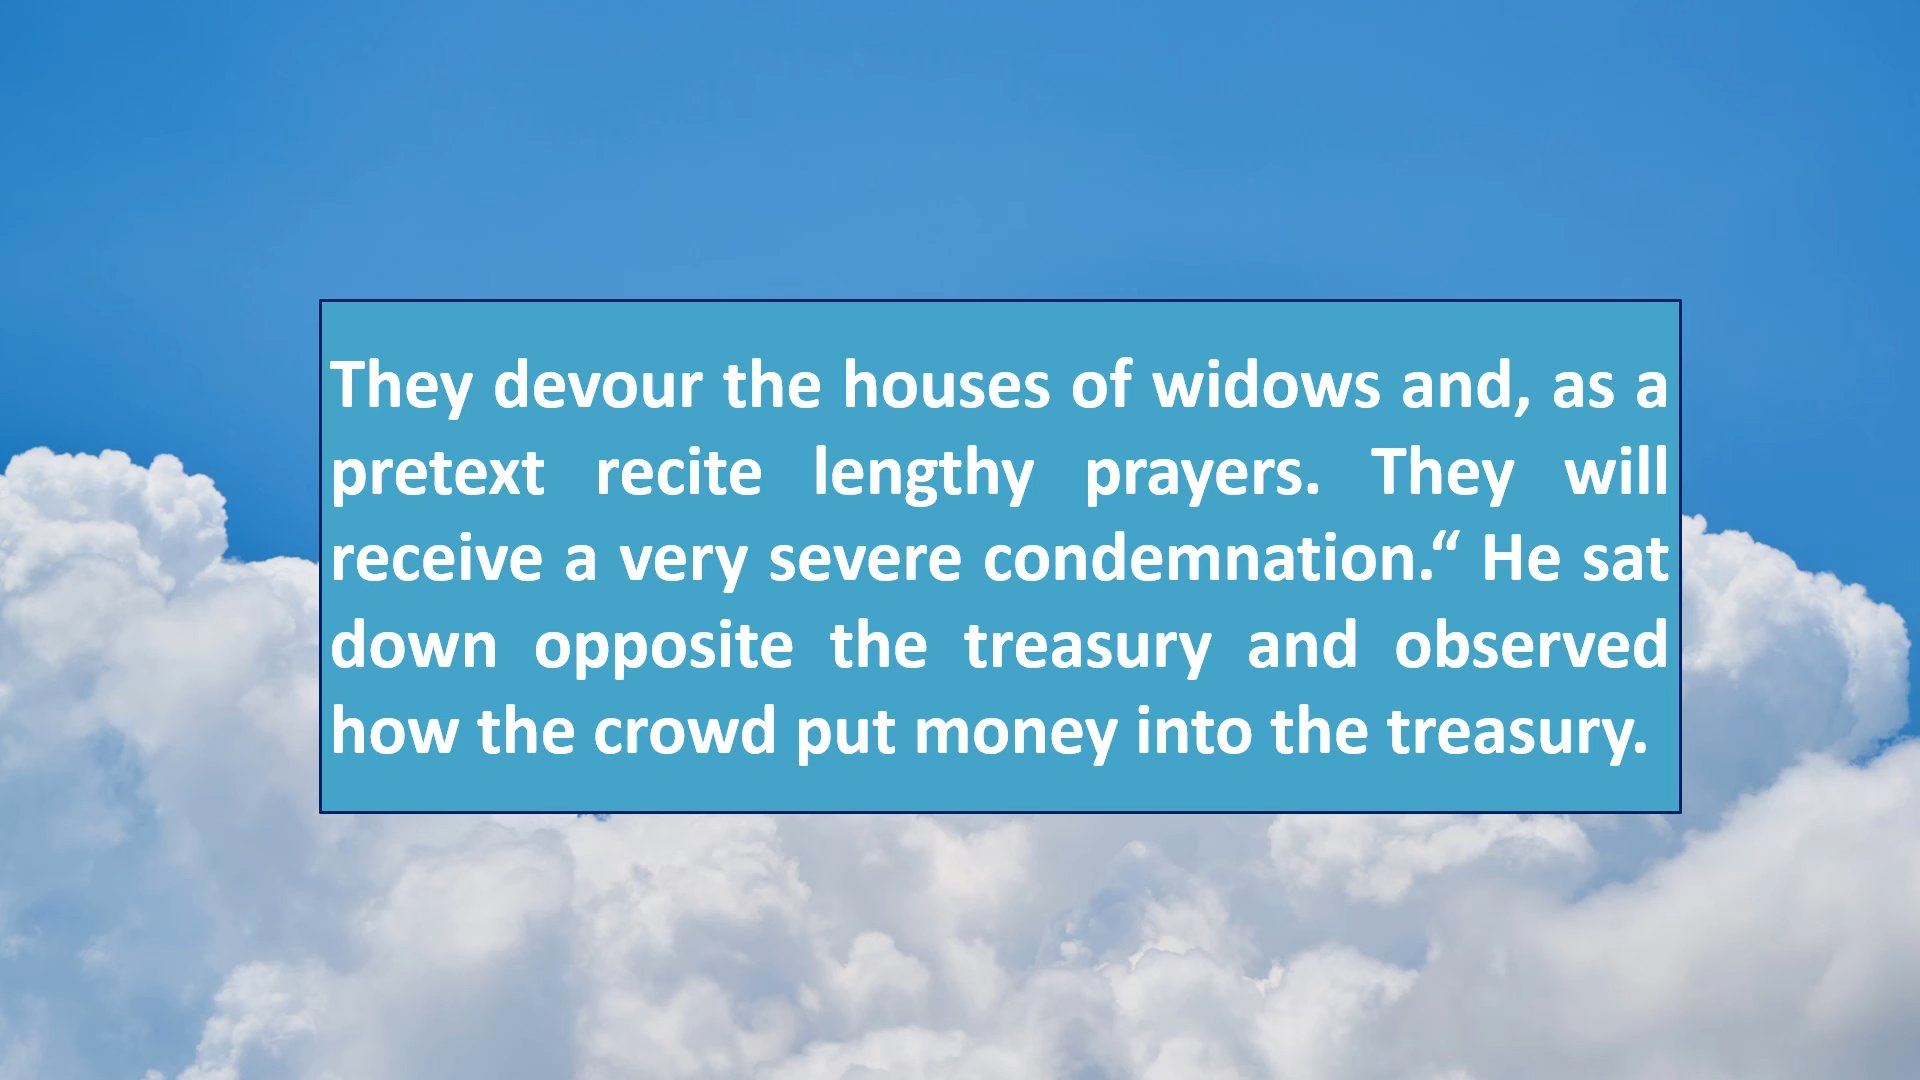 They devour the houses of widows and, as a
pretext recite lengthy prayers. They will
receive a very severe condemnation.“ He sat
down opposite the treasury and observed
how the crowd put money into the treasury.